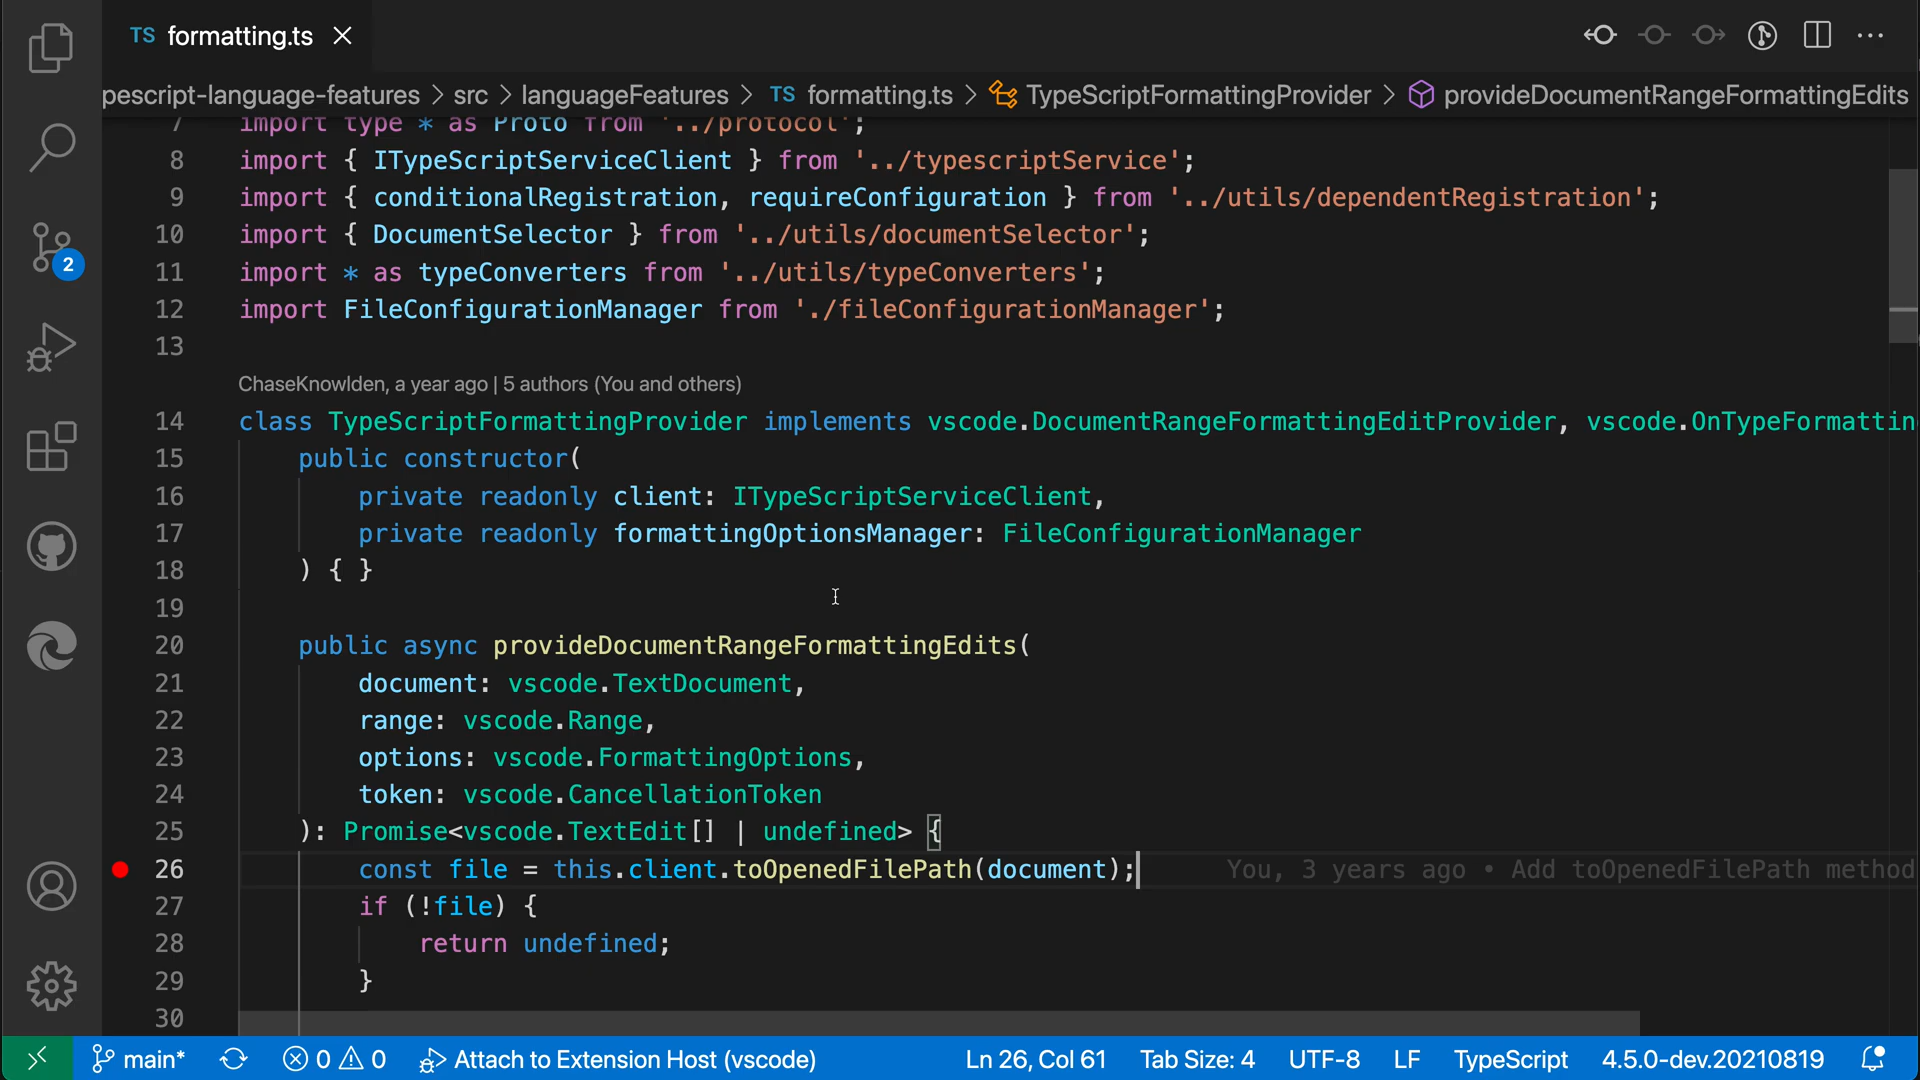 TS formatting.ts
pescript-language-features > src > languageFeatures > TS formatting.ts > TypeScriptFormattingProvider > provideDocumentRangeFormattingEdits
7 import type * as Proto from '../protocol';
8 import { ITypeScriptServiceClient } from '../typescriptService';
9 import { conditionalRegistration, requireConfiguration } from '../utils/dependentRegistration';
10 import { DocumentSelector } from '../utils/documentSelector';
11 import * as typeConverters from '../utils/typeConverters';
12 import FileConfigurationManager from './fileConfigurationManager';
13
ChaseKnowlden, a year ago | 5 authors (You and others)
14 class TypeScriptFormattingProvider implements vscode.DocumentRangeFormattingEditProvider, vscode.OnTypeFormattin
15 public constructor(
16 private readonly client: ITypeScriptServiceClient,
17 private readonly formattingOptionsManager: FileConfigurationManager
18 ) { }
19
20 public async provideDocumentRangeFormattingEdits(
21 document: vscode.TextDocument,
22 range: vscode.Range,
23 options: vscode.FormattingOptions,
24 token: vscode.CancellationToken
25 ): Promise<vscode.TextEdit[] | undefined> {
26 const file = this.client.toOpenedFilePath(document); You, 3 years ago • Add toOpenedFilePath method
27 if (!file) {
28 return undefined;
29 }
30
2
main* 0 0 Attach to Extension Host (vscode) Ln 26, Col 61 Tab Size: 4 UTF-8 LF TypeScript 4.5.0-dev.20210819